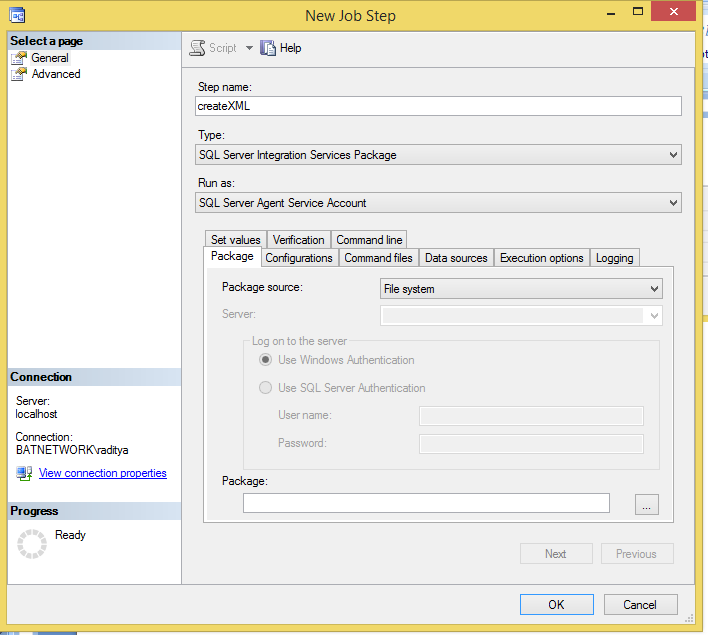 New Job Step
Select a page
General
Advanced
Script
Help
Step name:
createXML
Type:
SQL Server Integration Services Package
Run as:
SQL Server Agent Service Account
Set values
Verification
Command line
Package
Configurations
Command files
Data sources
Execution options
Logging
Package source:
File system
Server:
Log on to the server
Use Windows Authentication
Use SQL Server Authentication
User name:
Password:
Package:
...
Connection
Server:
localhost
Connection:
BATNETWORK\raditya
View connection properties
Progress
Ready
Next
Previous
OK
Cancel